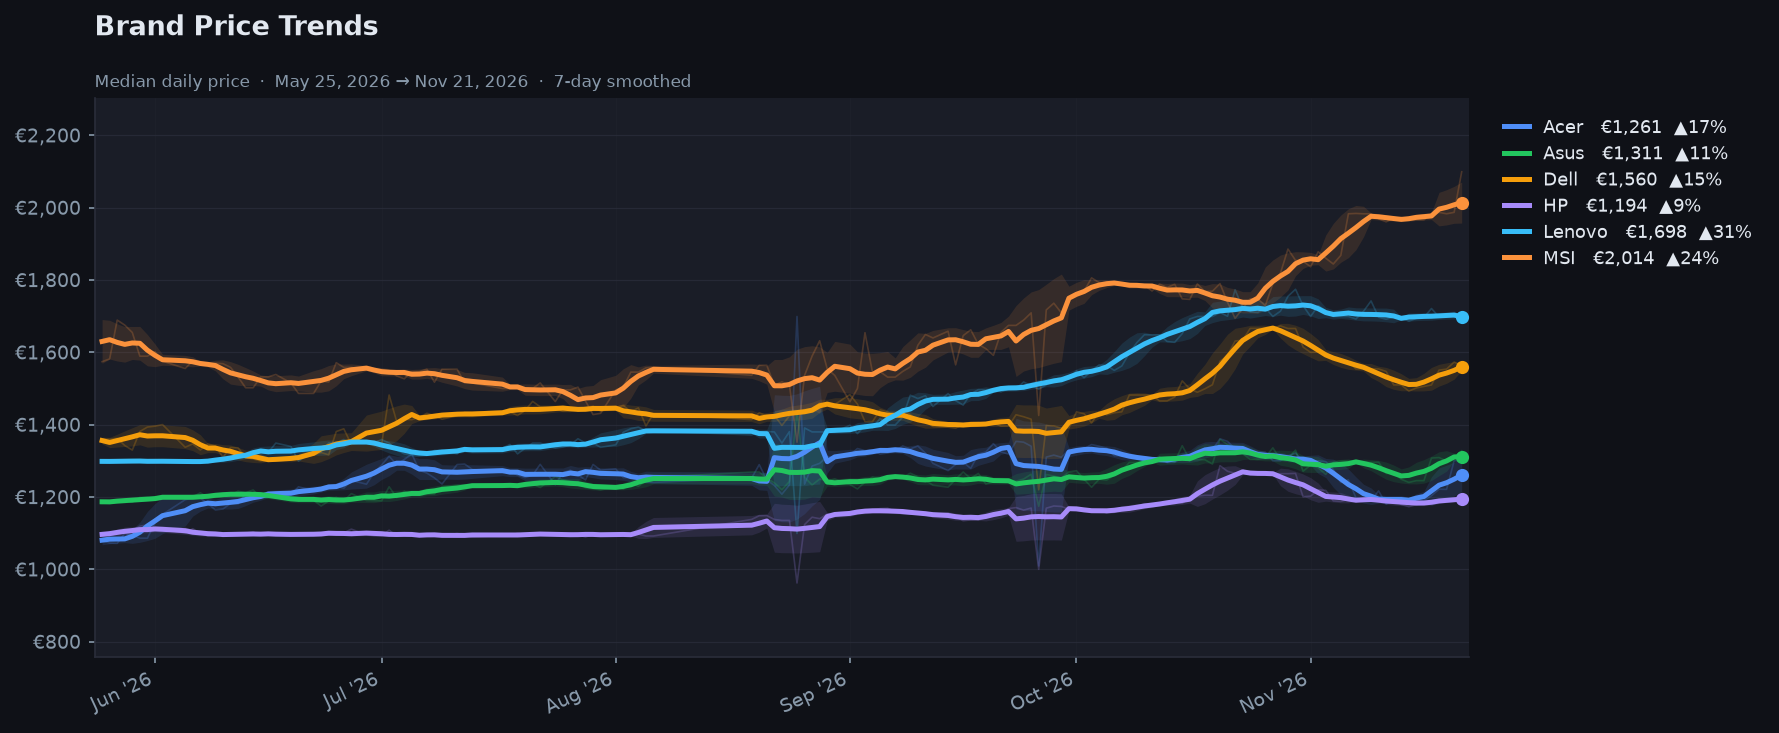 Brand Price Trends
Median daily price · May 25, 2026 → Nov 21, 2026 · 7-day smoothed
€2,200
€2,000
€1,800
€1,600
€1,400
€1,200
€1,000
€800
Jun '26
Jul '26
Aug '26
Sep '26
Oct '26
Nov '26
Acer €1,261 ▲17%
Asus €1,311 ▲11%
Dell €1,560 ▲15%
HP €1,194 ▲9%
Lenovo €1,698 ▲31%
MSI €2,014 ▲24%